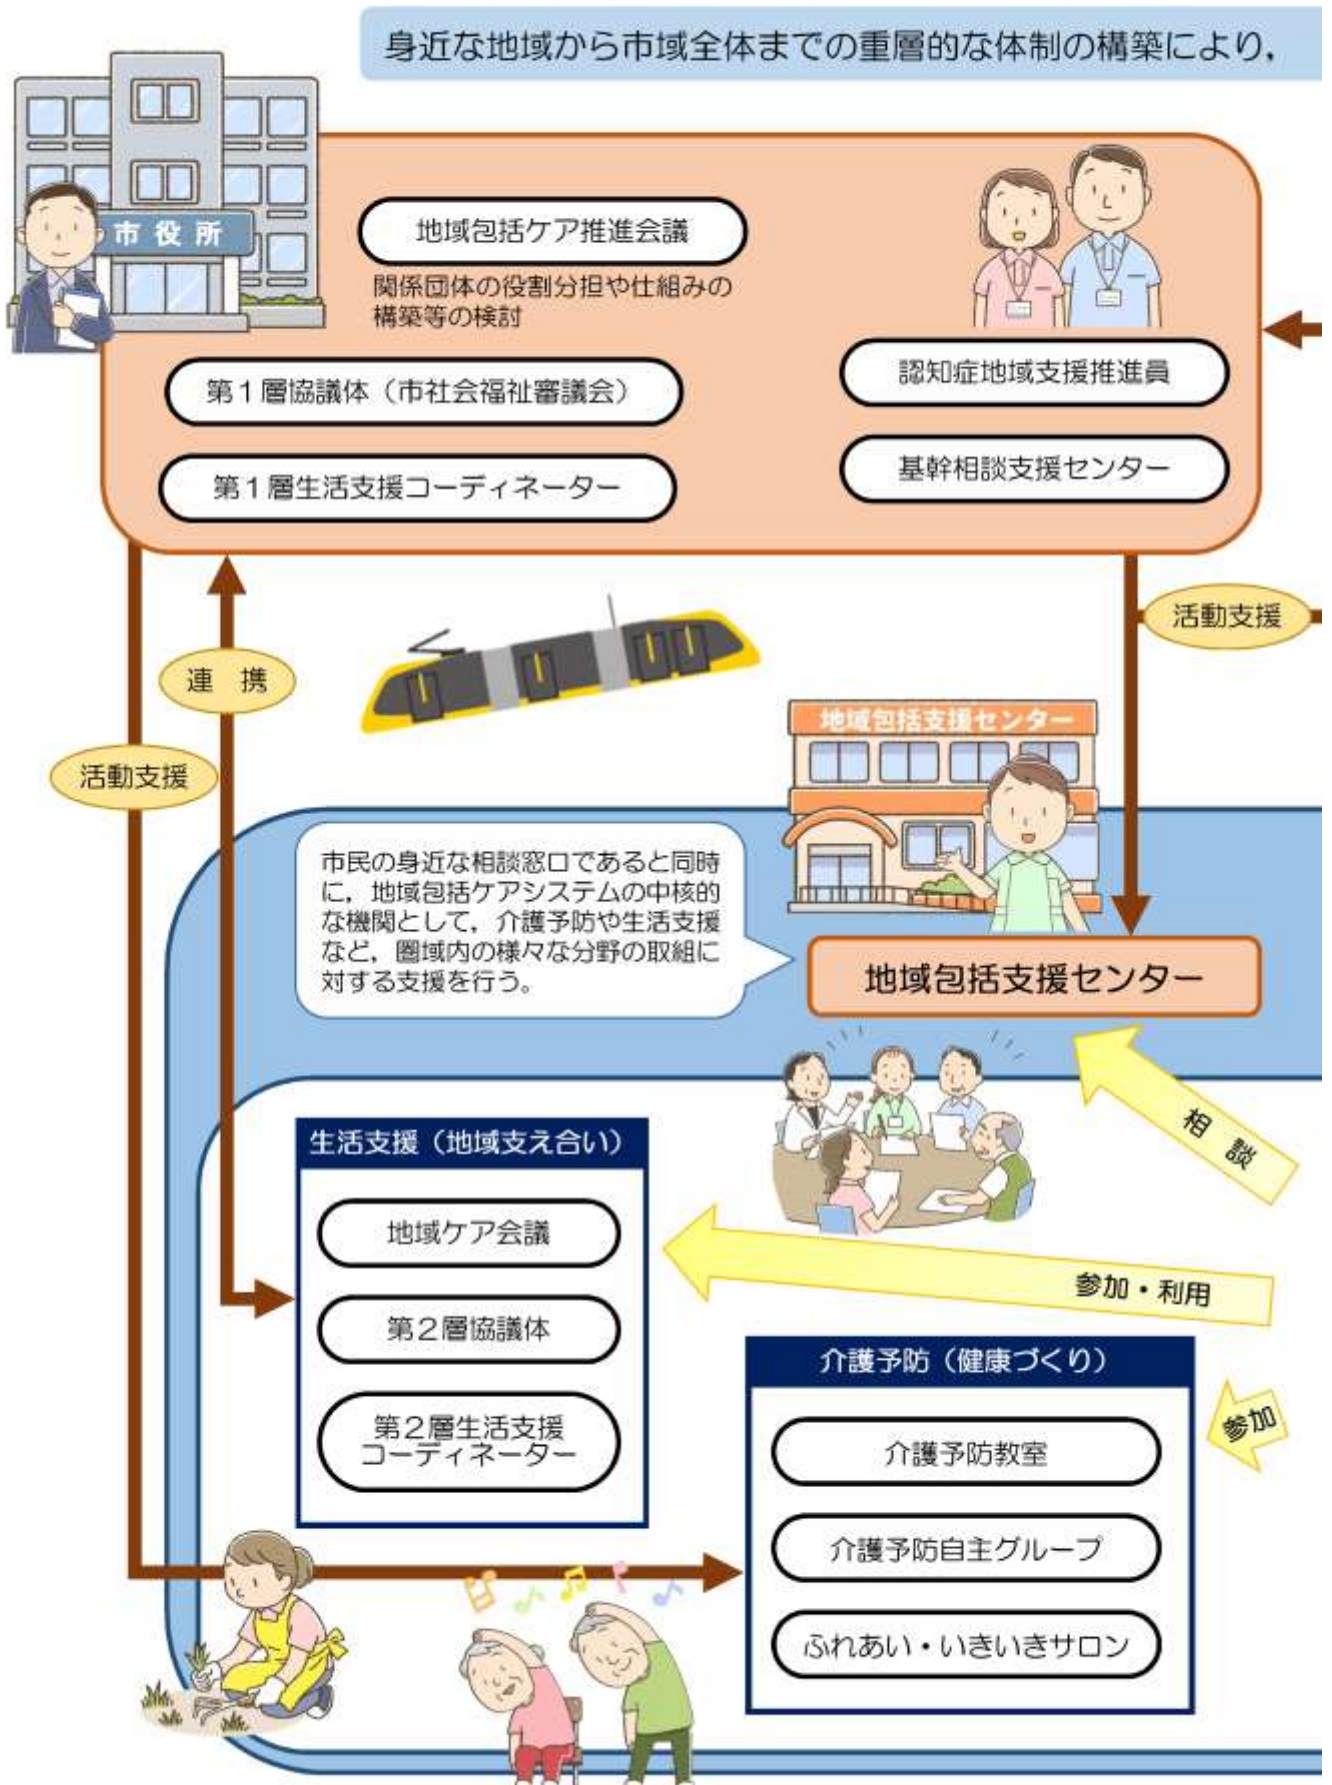 身近な地域から市域全体までの重層的な体制の構築により，
市役所
地域包括ケア推進会議
関係団体の役割分担や仕組みの
構築等の検討
第１層協議体（市社会福祉審議会）
第１層生活支援コーディネーター
認知症地域支援推進員
基幹相談支援センター
活動支援
連　携
活動支援
地域包括支援センター
市民の身近な相談窓口であると同時
に，地域包括ケアシステムの中核的
な機関として，介護予防や生活支援
など，圏域内の様々な分野の取組に
対する支援を行う。
地域包括支援センター
相　談
生活支援（地域支え合い）
地域ケア会議
第２層協議体
第２層生活支援
コーディネーター
参加・利用
介護予防（健康づくり）
介護予防教室
介護予防自主グループ
ふれあい・いきいきサロン
参加